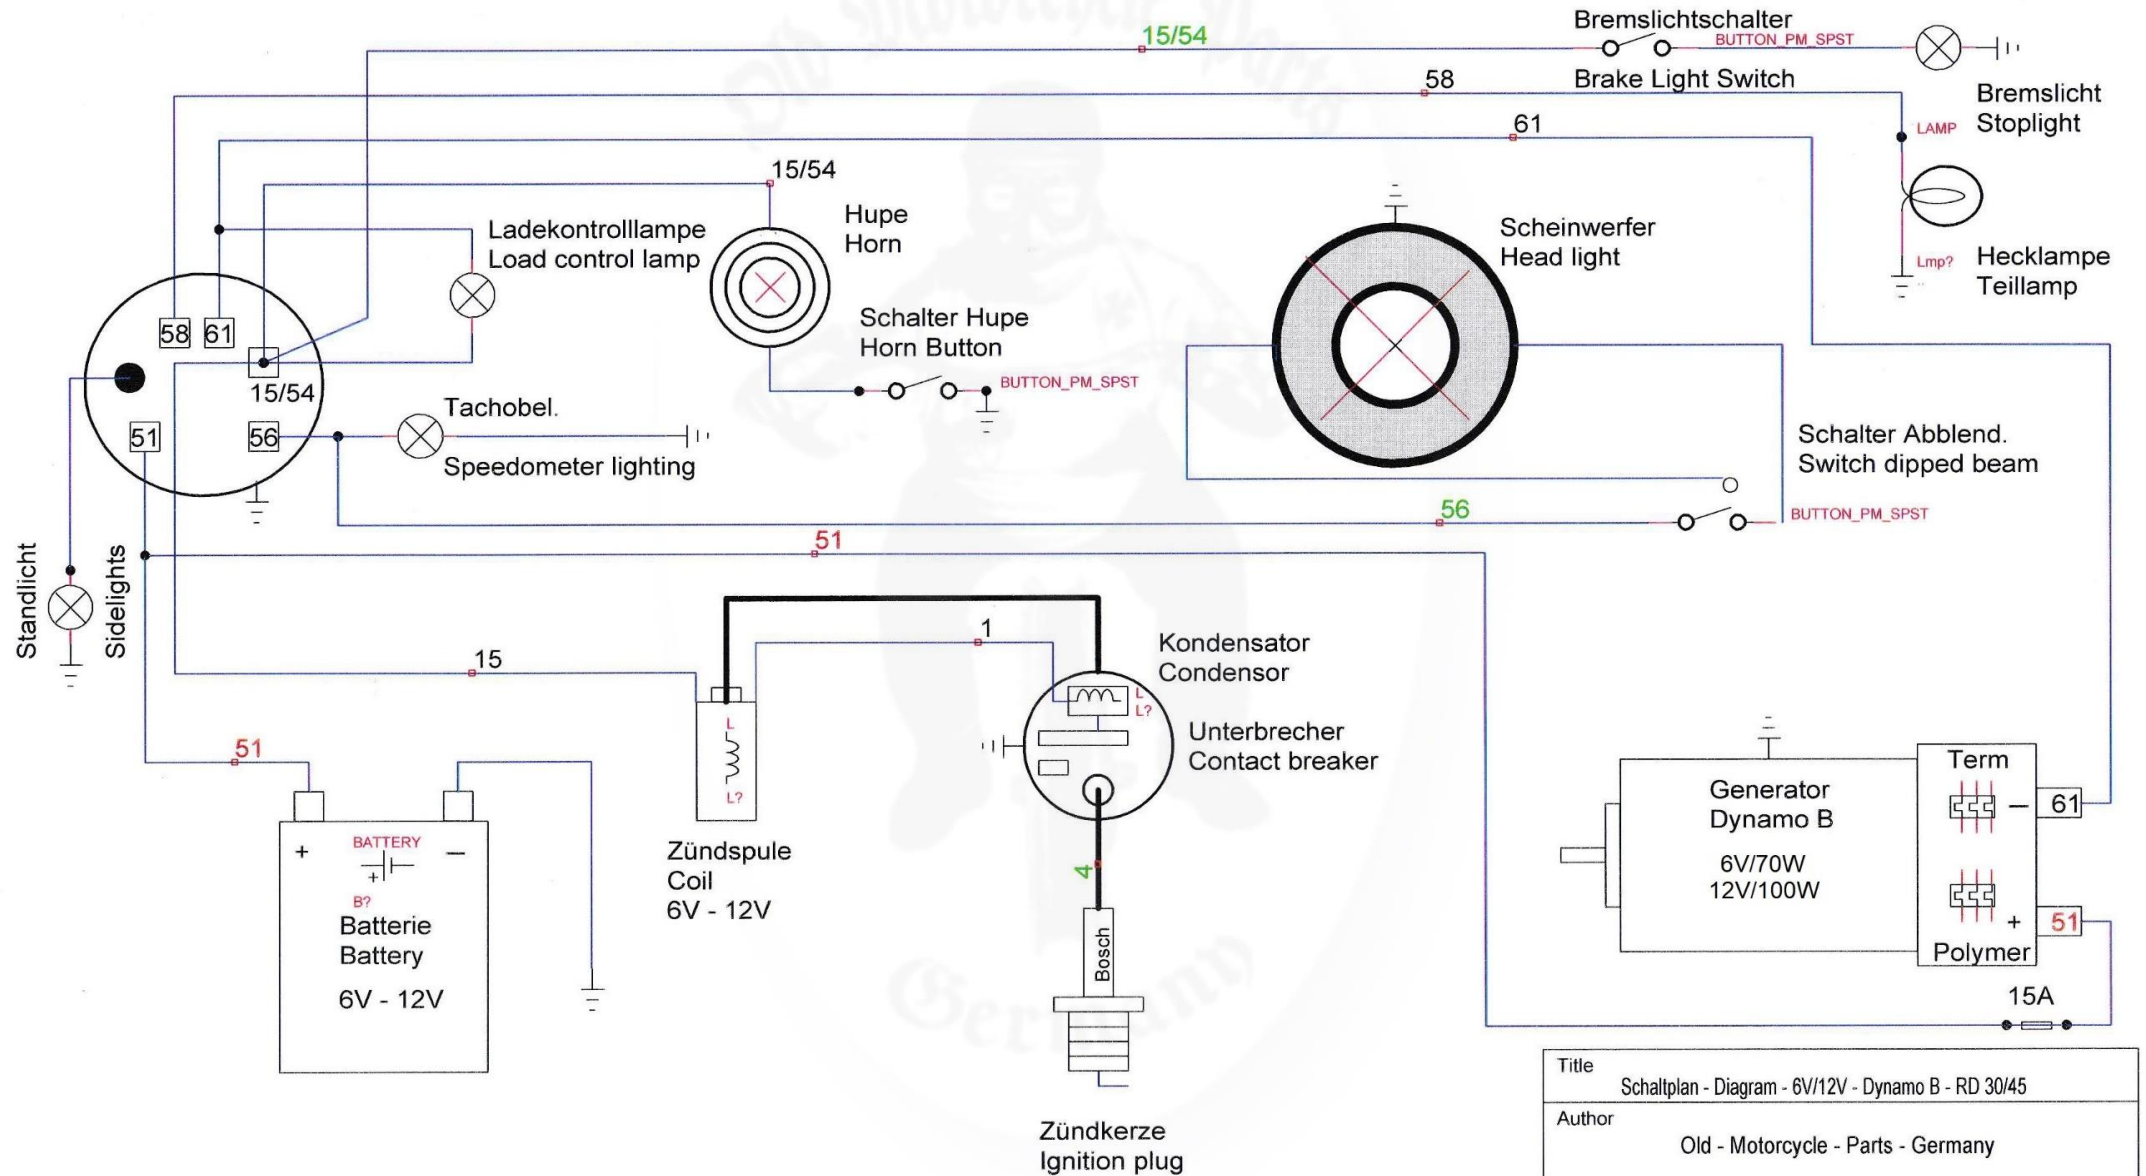 Old Motorcycle Parts
Germany
15/54
Bremslichtschalter
BUTTON_PM_SPST
Brake Light Switch
58
Bremslicht
Stoplight
61
LAMP
15/54
Hupe
Horn
Ladekontrolllampe
Load control lamp
Scheinwerfer
Head light
Lmp?
Hecklampe
Teillamp
58
61
15/54
51
56
Schalter Hupe
Horn Button
BUTTON_PM_SPST
Tachobel.
Speedometer lighting
Schalter Abblend.
Switch dipped beam
BUTTON_PM_SPST
56
51
Standlicht
Sidelights
15
1
Kondensator
Condensor
L
L?
Unterbrecher
Contact breaker
L
L?
51
+
–
BATTERY
+
B?
Batterie
Battery
6V - 12V
Zündspule
Coil
6V - 12V
4
Bosch
Zündkerze
Ignition plug
Generator
Dynamo B
6V/70W
12V/100W
Term
–
61
+
51
Polymer
15A
Title
Schaltplan - Diagram - 6V/12V - Dynamo B - RD 30/45
Author
Old - Motorcycle - Parts - Germany